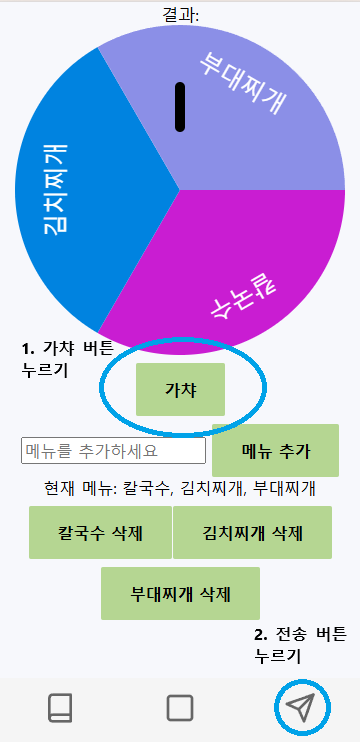 결과:
부대찌개
김치찌개
칼국수
1. 가챠 버튼
누르기
가챠
메뉴를 추가하세요
메뉴 추가
현재 메뉴: 칼국수, 김치찌개, 부대찌개
칼국수 삭제
김치찌개 삭제
부대찌개 삭제
2. 전송 버튼
누르기